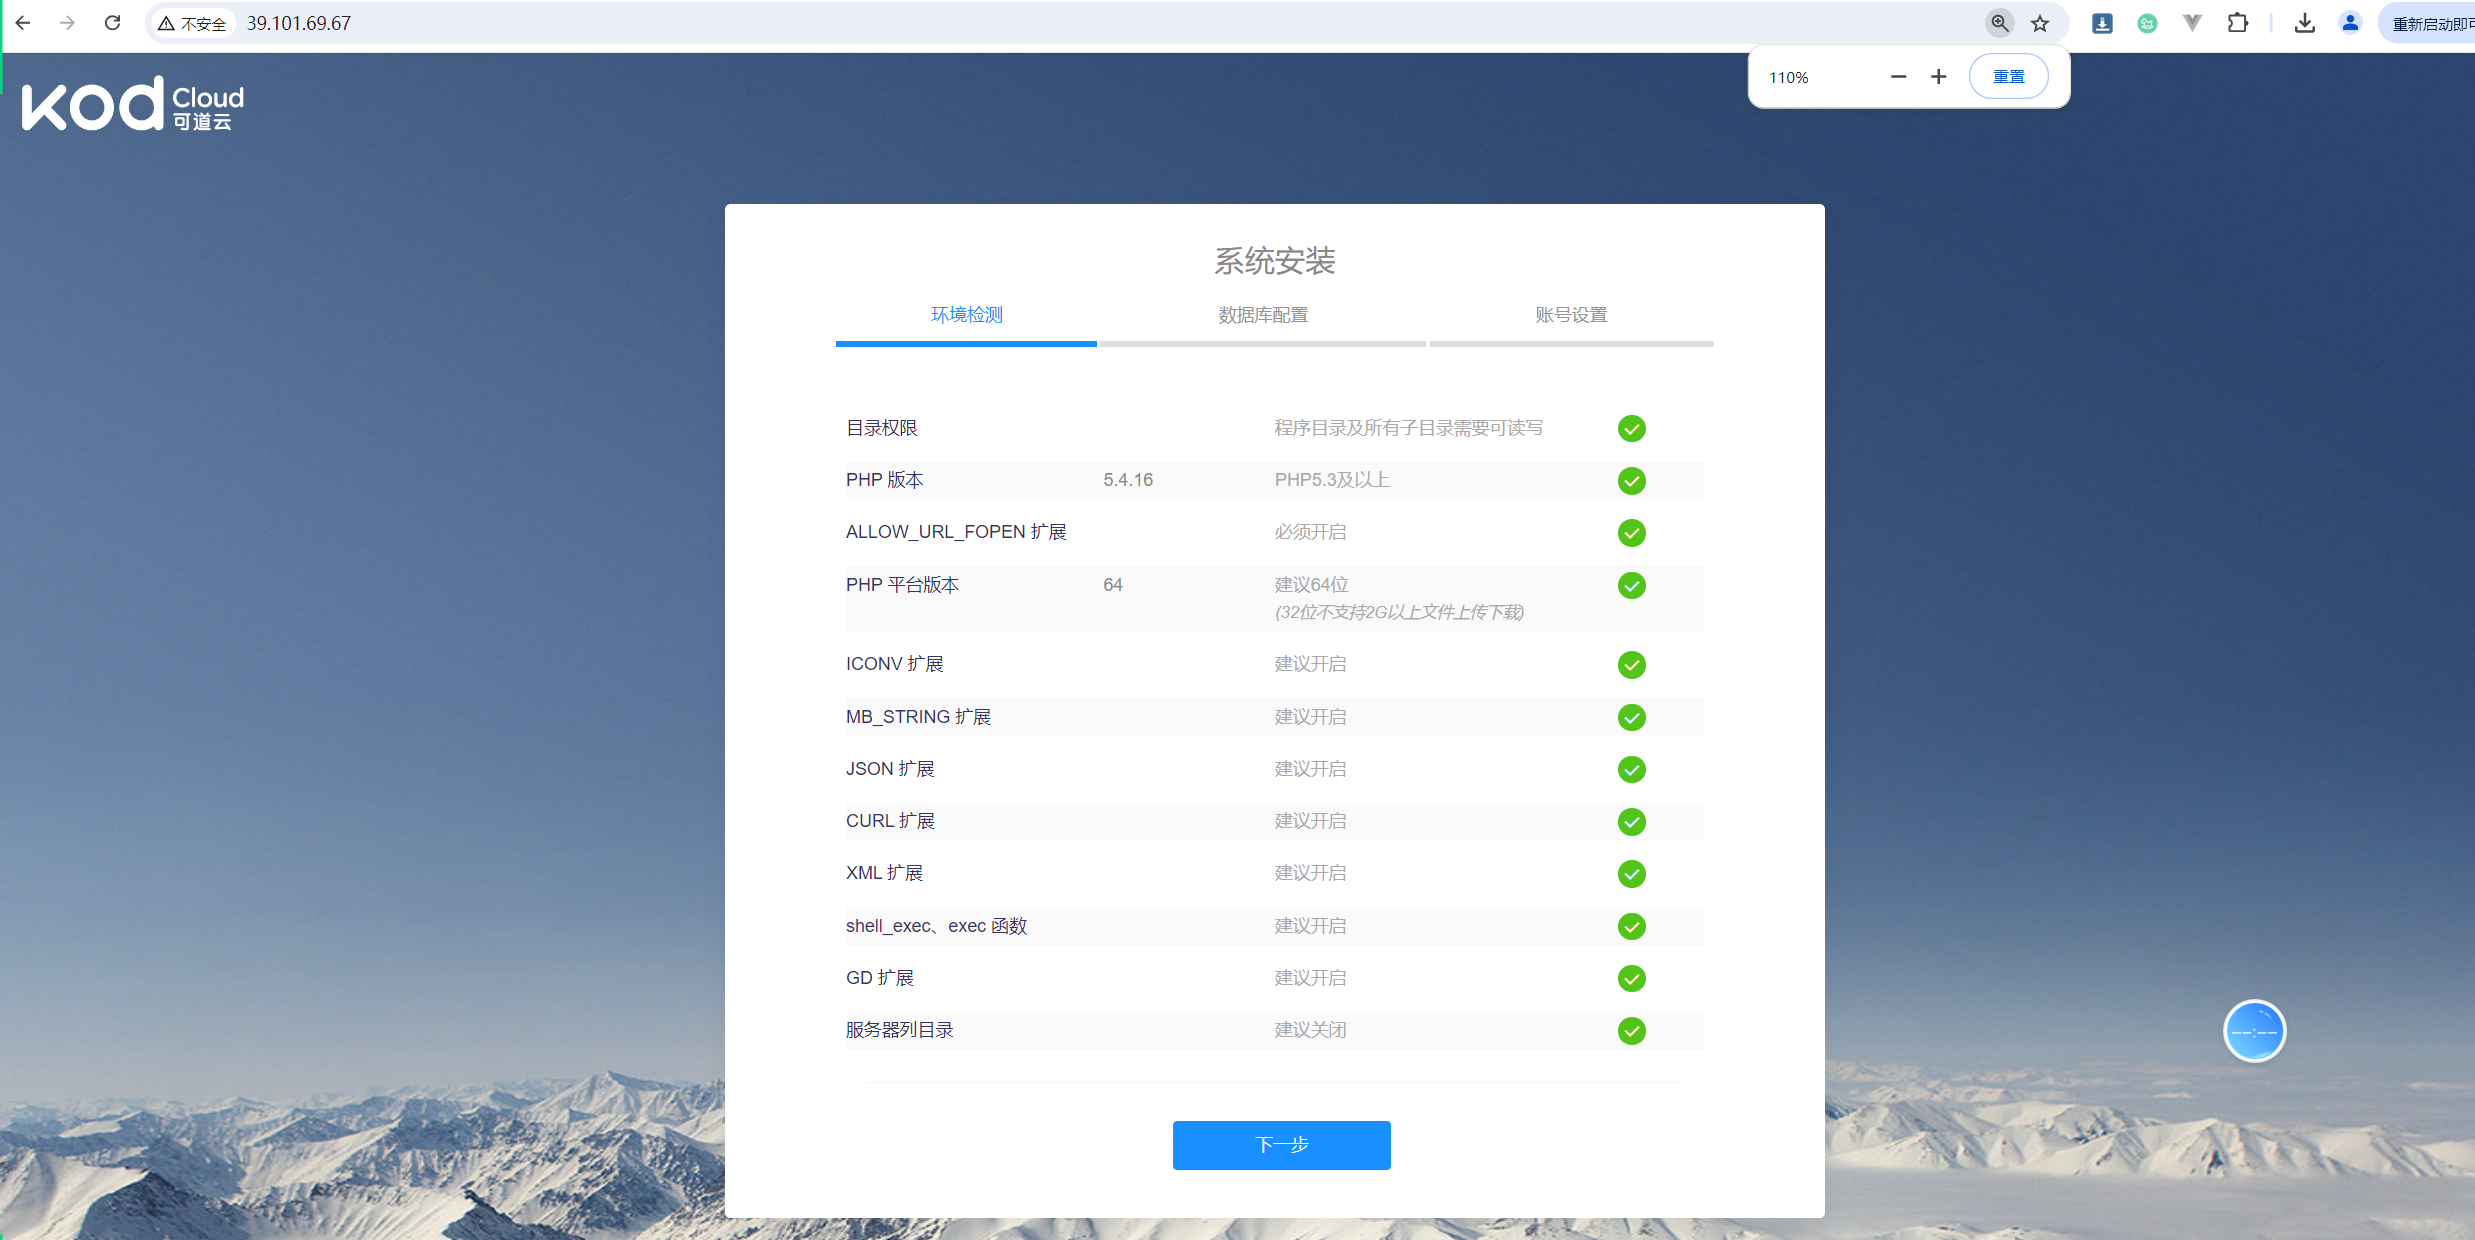 不安全
39.101.69.67
重新启动即可
110%
重置
kod Cloud
可道云
系统安装
环境检测 数据库配置 账号设置
目录权限 程序目录及所有子目录需要可读写
PHP 版本 5.4.16 PHP5.3及以上
ALLOW_URL_FOPEN 扩展 必须开启
PHP 平台版本 64 建议64位
(32位不支持2G以上文件上传下载)
ICONV 扩展 建议开启
MB_STRING 扩展 建议开启
JSON 扩展 建议开启
CURL 扩展 建议开启
XML 扩展 建议开启
shell_exec、exec 函数 建议开启
GD 扩展 建议开启
服务器列目录 建议关闭
下一步